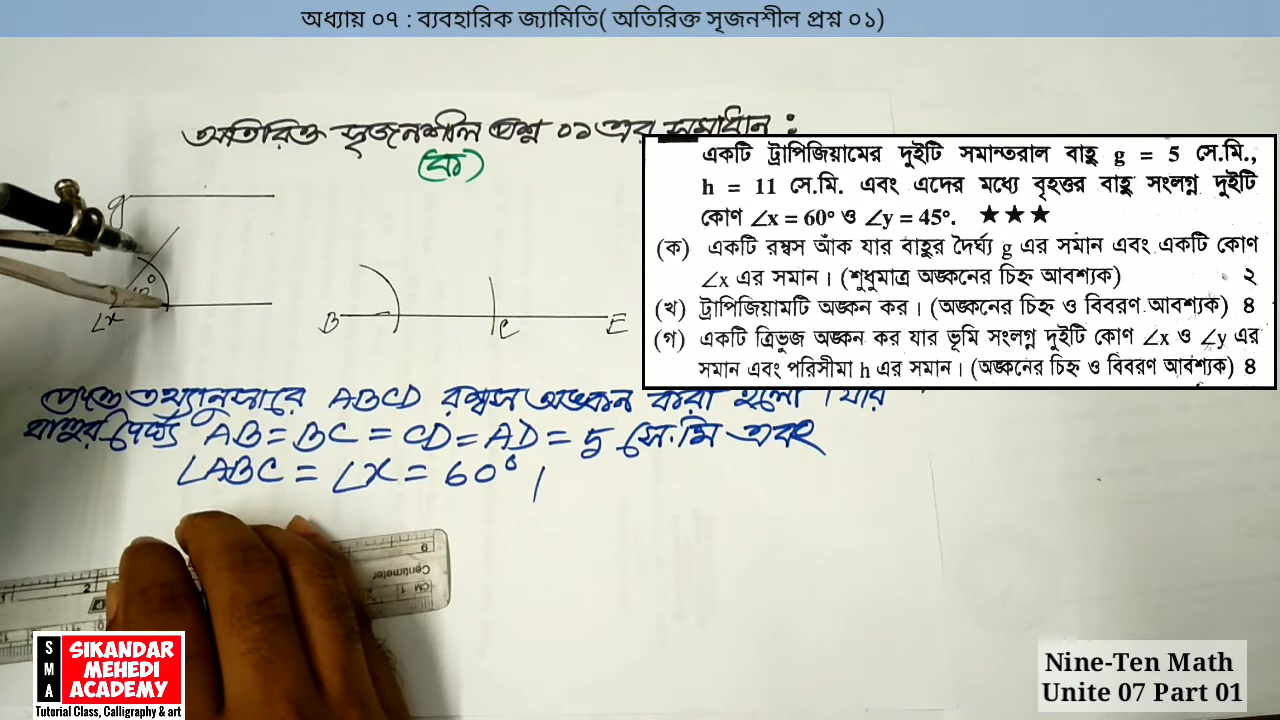 অধ্যায় ০৭ : ব্যবহারিক জ্যামিতি( অতিরিক্ত সৃজনশীল প্রশ্ন ০১)
অতিরিক্ত সৃজনশীল প্রশ্ন ০১ এর সমাধান :
(ক)
একটি ট্রাপিজিয়ামের দুইটি সমান্তরাল বাহু g = 5 সে.মি.,
h = 11 সে.মি. এবং এদের মধ্যে বৃহত্তর বাহু সংলগ্ন দুইটি
কোণ ∠x = 60° ও ∠y = 45°. ★★★
(ক) একটি রম্বস আঁক যার বাহুর দৈর্ঘ্য g এর সমান এবং একটি কোণ
∠x এর সমান। (শুধুমাত্র অঙ্কনের চিহ্ন আবশ্যক) ২
(খ) ট্রাপিজিয়ামটি অঙ্কন কর। (অঙ্কনের চিহ্ন ও বিবরণ আবশ্যক) ৪
(গ) একটি ত্রিভুজ অঙ্কন কর যার ভূমি সংলগ্ন দুইটি কোণ ∠x ও ∠y এর
সমান এবং পরিসীমা h এর সমান। (অঙ্কনের চিহ্ন ও বিবরণ আবশ্যক) ৪
g
∠x
B C E
প্রদত্ত তথ্যানুসারে ABCD রম্বস অঙ্কন করা হলো । যার
বাহুর দৈর্ঘ্য AB = BC = CD = AD = 5 সে.মি এবং
∠ABC = ∠X = 60° ।
Centimeter
CM 1
SMA
SIKANDAR
MEHEDI
ACADEMY
Tutorial Class, Calligraphy & art
Nine-Ten Math
Unite 07 Part 01